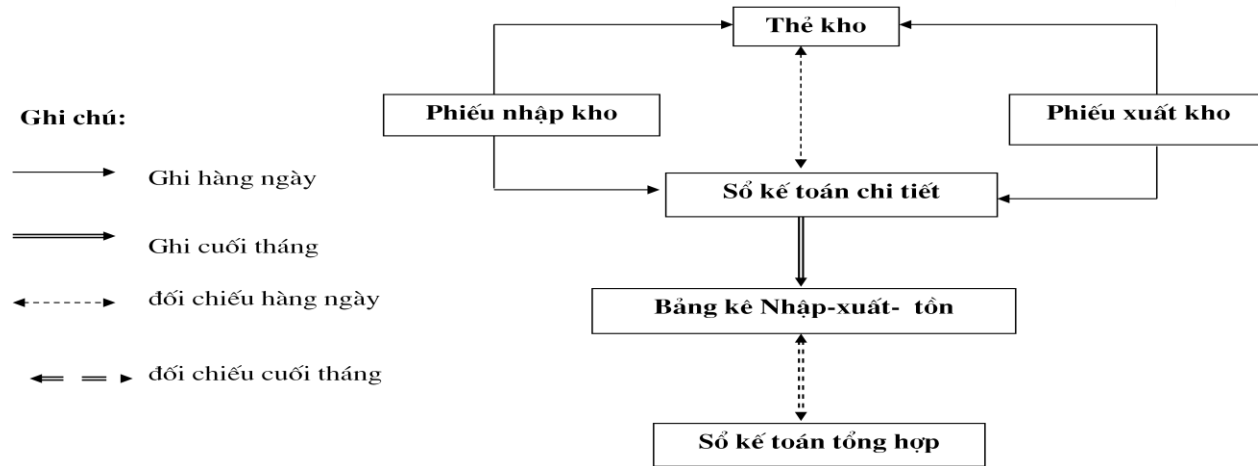 Thẻ kho
Phiếu nhập kho
Phiếu xuất kho
Ghi chú:
Ghi hàng ngày
Sổ kế toán chi tiết
Ghi cuối tháng
đối chiếu hàng ngày
Bảng kê Nhập-xuất- tồn
đối chiếu cuối tháng
Sổ kế toán tổng hợp